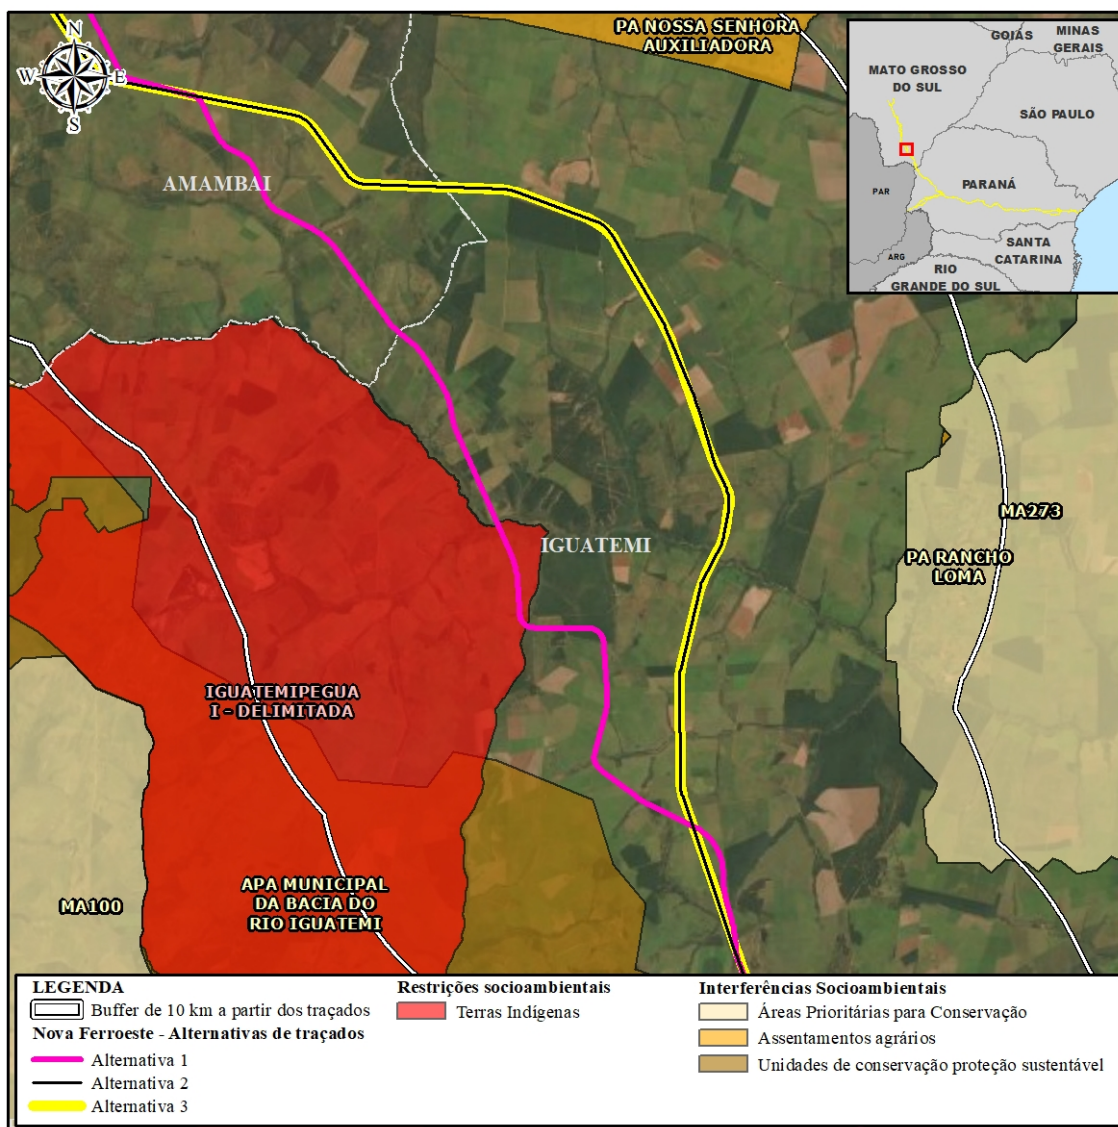 PA NOSSA SENHORA
AUXILIADORA
N
W
E
S
GOIÁS
MINAS
GERAIS
MATO GROSSO
DO SUL
SÃO PAULO
PAR
PARANÁ
SANTA
CATARINA
ARG
RIO
GRANDE DO SUL
AMAMBAI
IGUATEMI
MA273
PA RANCHO
LOMA
IGUATEMIPEGUA
I - DELIMITADA
APA MUNICIPAL
DA BACIA DO
RIO IGUATEMI
MA100
LEGENDA
Buffer de 10 km a partir dos traçados
Nova Ferroeste - Alternativas de traçados
Alternativa 1
Alternativa 2
Alternativa 3
Restrições socioambientais
Terras Indígenas
Interferências Socioambientais
Áreas Prioritárias para Conservação
Assentamentos agrários
Unidades de conservação proteção sustentável